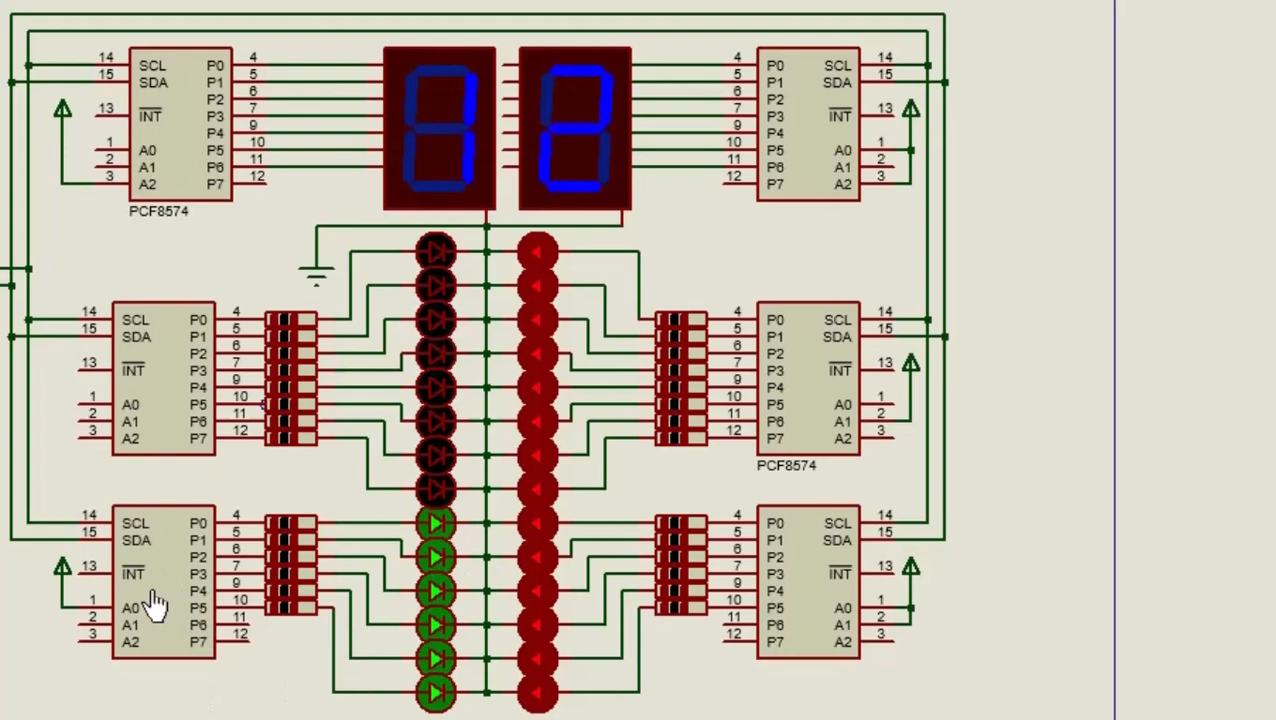 14 SCL P0 4
15 SDA P1 5
P2 6
13 INT P3 7
P4 9
1 A0 P5 10
2 A1 P6 11
3 A2 P7 12
PCF8574
4 P0 SCL 14
5 P1 SDA 15
6 P2
7 P3 INT 13
9 P4
10 P5 A0 1
11 P6 A1 2
12 P7 A2 3
14 SCL P0 4
15 SDA P1 5
P2 6
13 INT P3 7
P4 9
1 A0 P5 10
2 A1 P6 11
3 A2 P7 12
4 P0 SCL 14
5 P1 SDA 15
6 P2
7 P3 INT 13
9 P4
10 P5 A0 1
11 P6 A1 2
12 P7 A2 3
PCF8574
14 SCL P0 4
15 SDA P1 5
P2 6
13 INT P3 7
P4 9
1 A0 P5 10
2 A1 P6 11
3 A2 P7 12
4 P0 SCL 14
5 P1 SDA 15
6 P2
7 P3 INT 13
9 P4
10 P5 A0 1
11 P6 A1 2
12 P7 A2 3
12